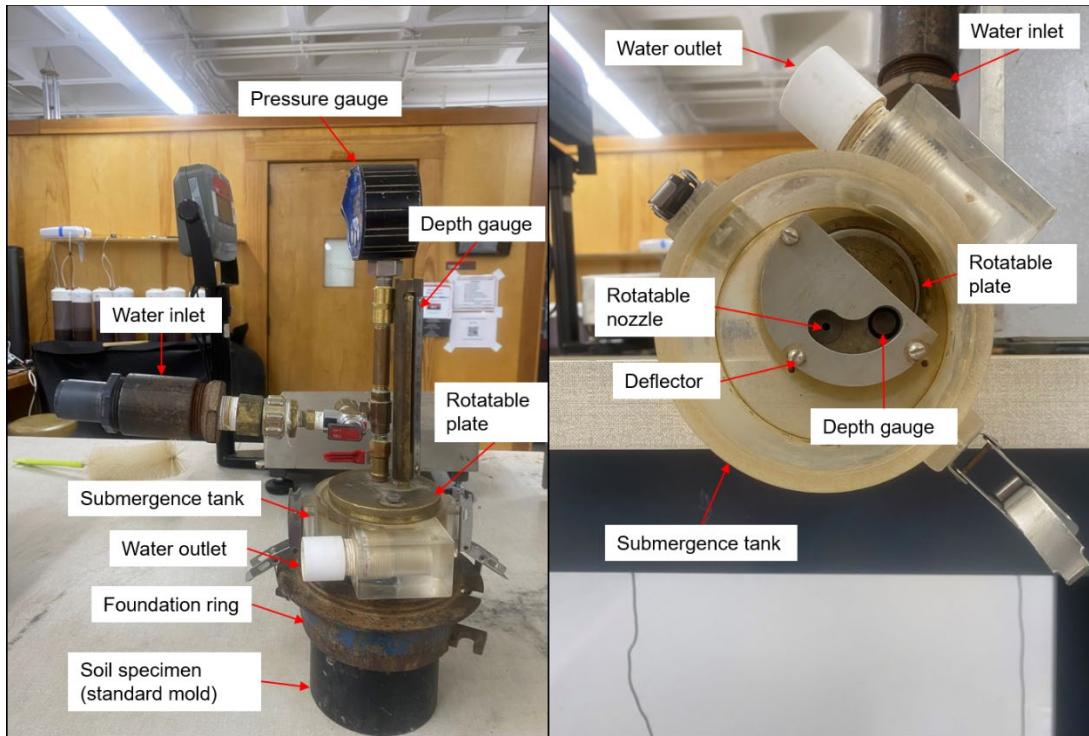 Pressure gauge
Depth gauge
Water inlet
Rotatable
plate
Submergence tank
Water outlet
Foundation ring
Soil specimen
(standard mold)
Water outlet
Water inlet
Rotatable
plate
Rotatable
nozzle
Deflector
Depth gauge
Submergence tank